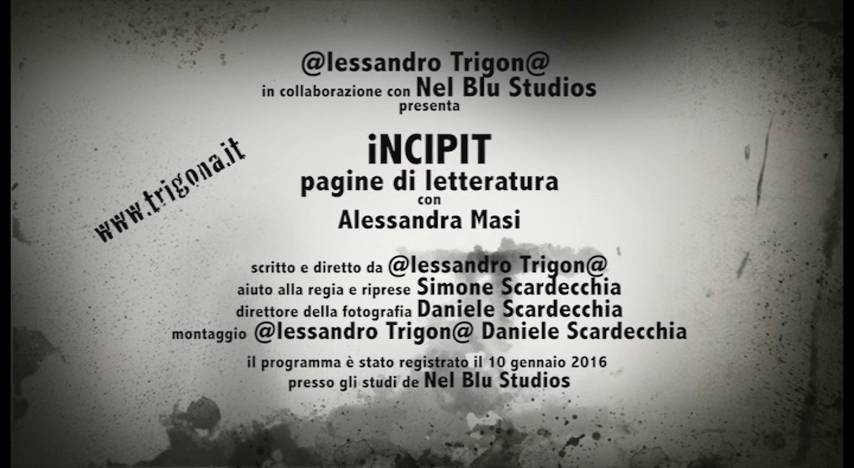 @lessandro Trigon@
in collaborazione con Nel Blu Studios
presenta
iNCIPIT
pagine di letteratura
con
Alessandra Masi
www.trigona.it
scritto e diretto da @lessandro Trigon@
aiuto alla regia e riprese Simone Scardecchia
direttore della fotografia Daniele Scardecchia
montaggio @lessandro Trigon@ Daniele Scardecchia
il programma è stato registrato il 10 gennaio 2016
presso gli studi de Nel Blu Studios